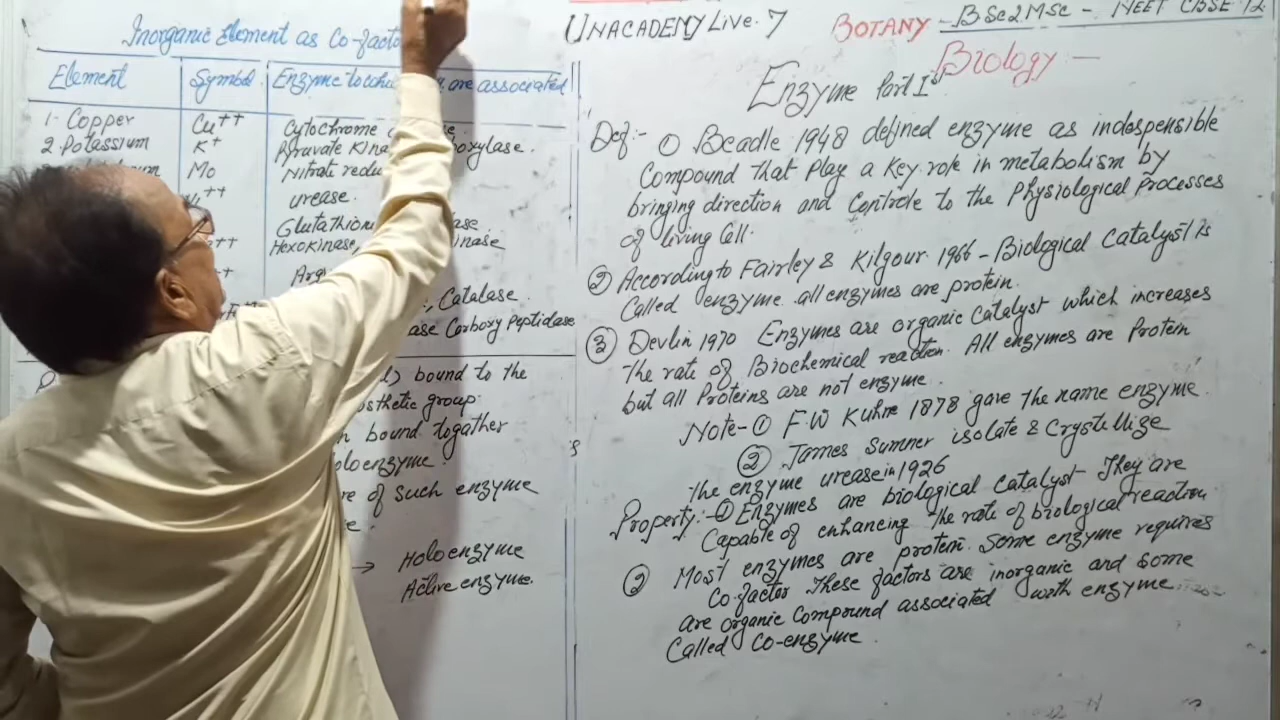 Inorganic Element as Co-factor
Element Symbol Enzyme to which are associated
1- Copper Cu++ Cytochrome
2. Potassium K+ Pyruvate Kina oxylase.
Mo Nitrate redu
++ urease.
Glutathion ase
++ Hexokinase, inase
Arg
Catalase.
ase Carboxy Peptidase
bound to the
osthetic group.
bound togather
oloenzyme.
re of Such enzyme
→ Holoenzyme
Active enzyme.
UNACADEMY Live. 7 BOTANY - BSc 2 MSc - NEET CBSE 12
Biology -
Enzyme Part Ist
Def:- ① Beadle 1948 defined enzyme as indespensible
Compound that Play a Key role in metabolism by
bringing direction and Controle to the Physiological Processes
of living Cell.
② According to Fairley & Kilgour 1966 - Biological Catalyst is
Called enzyme all enzymes are protein.
③ Devlin 1970 Enzymes are organic Catalyst which increases
the rate of Biochemical reaction. All enzymes are Protein
but all Proteins are not enzyme.
Note- ① F.W Kuhne 1878 gave the name enzyme.
② James Sumner isolate & Crystellize
the enzyme urease in 1926
Property:- ① Enzymes are biological Catalyst They are
Capable of enhancing the rate of biological reaction
② Most enzymes are protein. Some enzyme requires
Co factor These factors are inorganic and some
are organic Compound associated with enzyme
Called Co-enzyme.